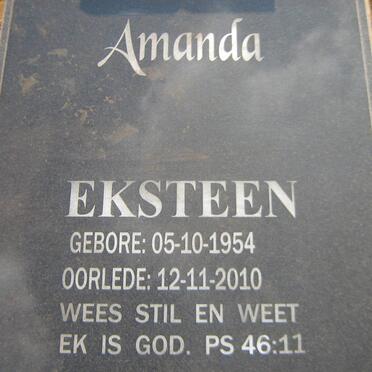 Amanda
EKSTEEN
GEBORE: 05-10-1954
OORLEDE: 12-11-2010
WEES STIL EN WEET
EK IS GOD. PS 46:11